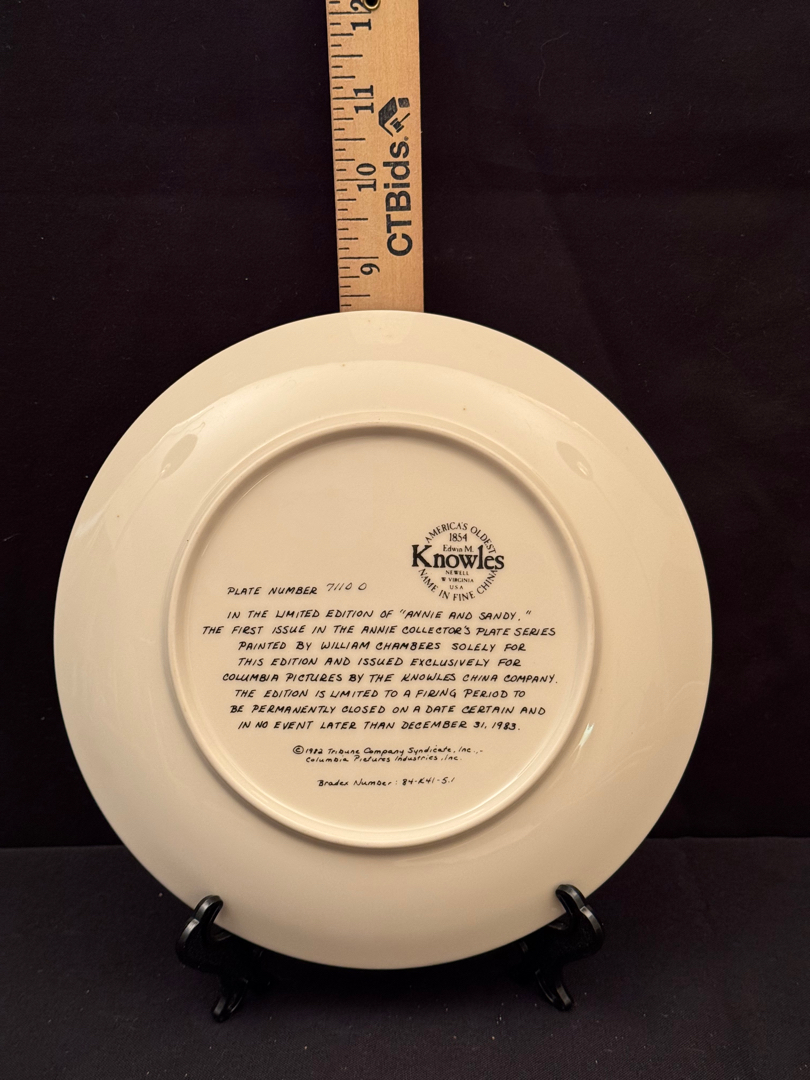 12
11
10
9
CTBids®
AMERICA'S OLDEST
1854
Edwin M.
Knowles
NEWELL
W VIRGINIA
USA
NAME IN FINE CHINA
PLATE NUMBER 7110 O
IN THE LIMITED EDITION OF "ANNIE AND SANDY,"
THE FIRST ISSUE IN THE ANNIE COLLECTOR'S PLATE SERIES
PAINTED BY WILLIAM CHAMBERS SOLELY FOR
THIS EDITION AND ISSUED EXCLUSIVELY FOR
COLUMBIA PICTURES BY THE KNOWLES CHINA COMPANY.
THE EDITION IS LIMITED TO A FIRING PERIOD TO
BE PERMANENTLY CLOSED ON A DATE CERTAIN AND
IN NO EVENT LATER THAN DECEMBER 31, 1983.
©1982 Tribune Company Syndicate, Inc.,-
Columbia Pictures Industries, Inc.
Bradex Number: 84-K41-5.1